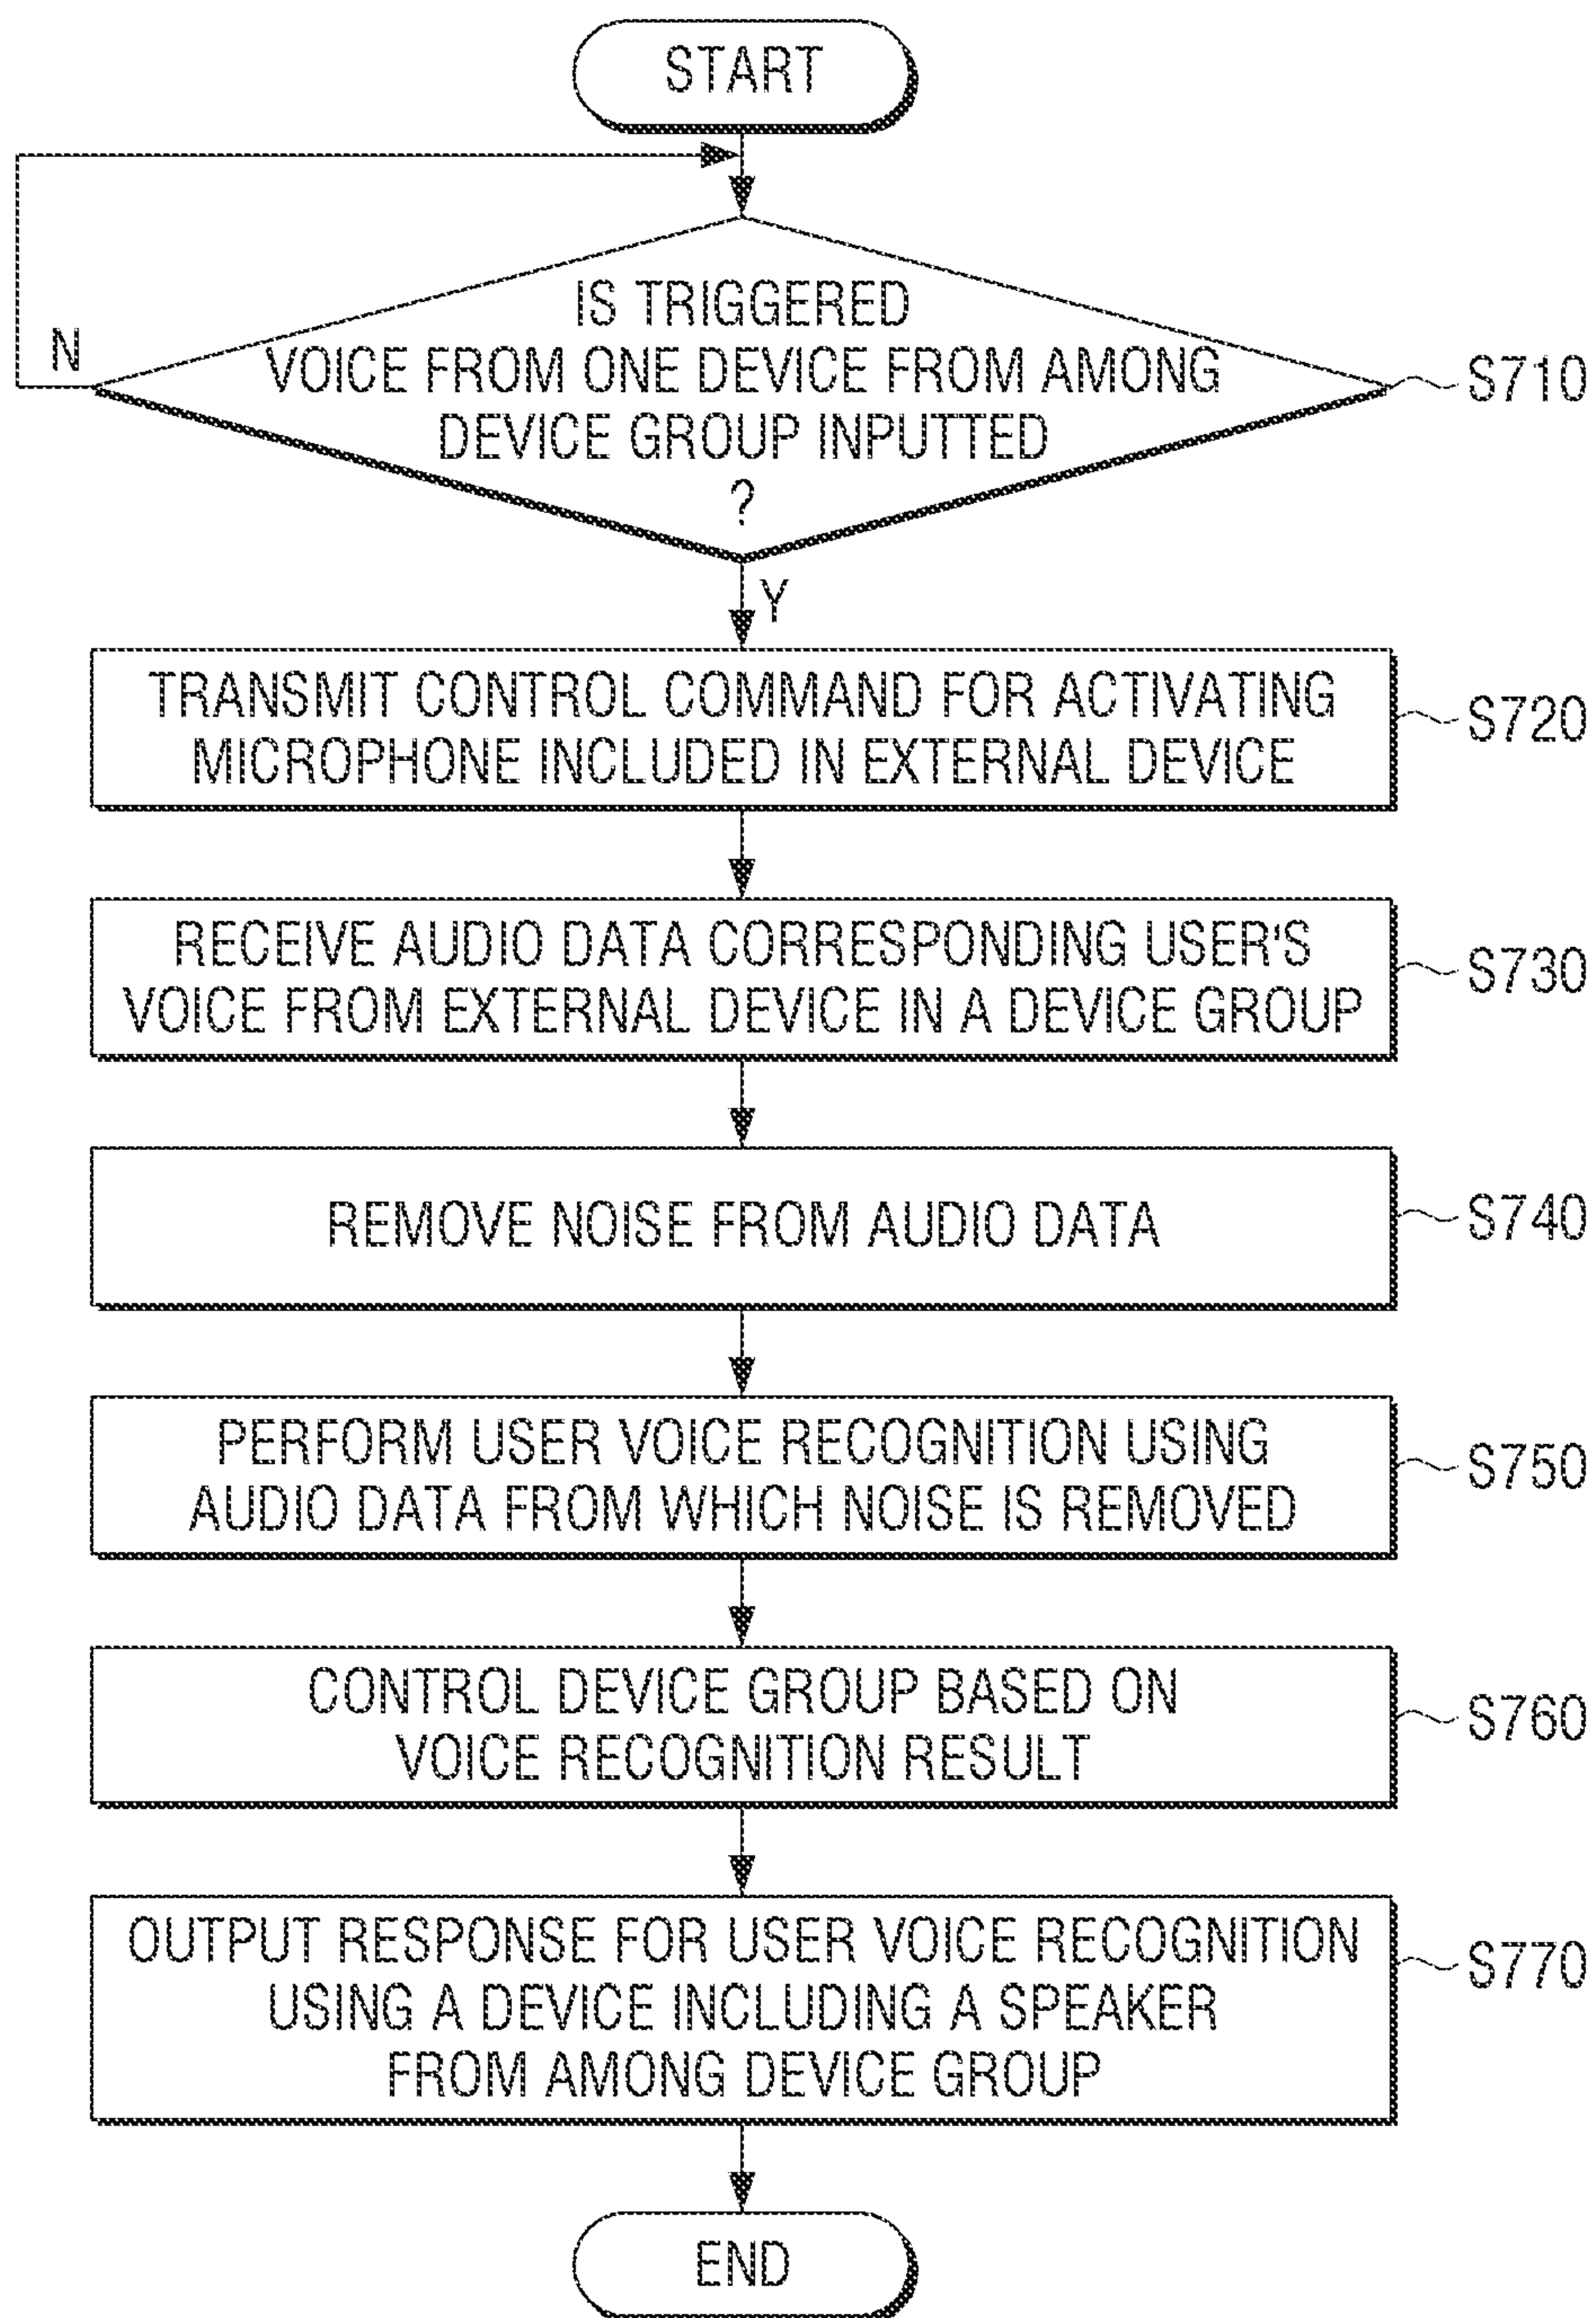 START
IS TRIGGERED
VOICE FROM ONE DEVICE FROM AMONG
DEVICE GROUP INPUTTED
?
N
S710
Y
TRANSMIT CONTROL COMMAND FOR ACTIVATING
MICROPHONE INCLUDED IN EXTERNAL DEVICE
S720
RECEIVE AUDIO DATA CORRESPONDING USER'S
VOICE FROM EXTERNAL DEVICE IN A DEVICE GROUP
S730
REMOVE NOISE FROM AUDIO DATA
S740
PERFORM USER VOICE RECOGNITION USING
AUDIO DATA FROM WHICH NOISE IS REMOVED
S750
CONTROL DEVICE GROUP BASED ON
VOICE RECOGNITION RESULT
S760
OUTPUT RESPONSE FOR USER VOICE RECOGNITION
USING A DEVICE INCLUDING A SPEAKER
FROM AMONG DEVICE GROUP
S770
END